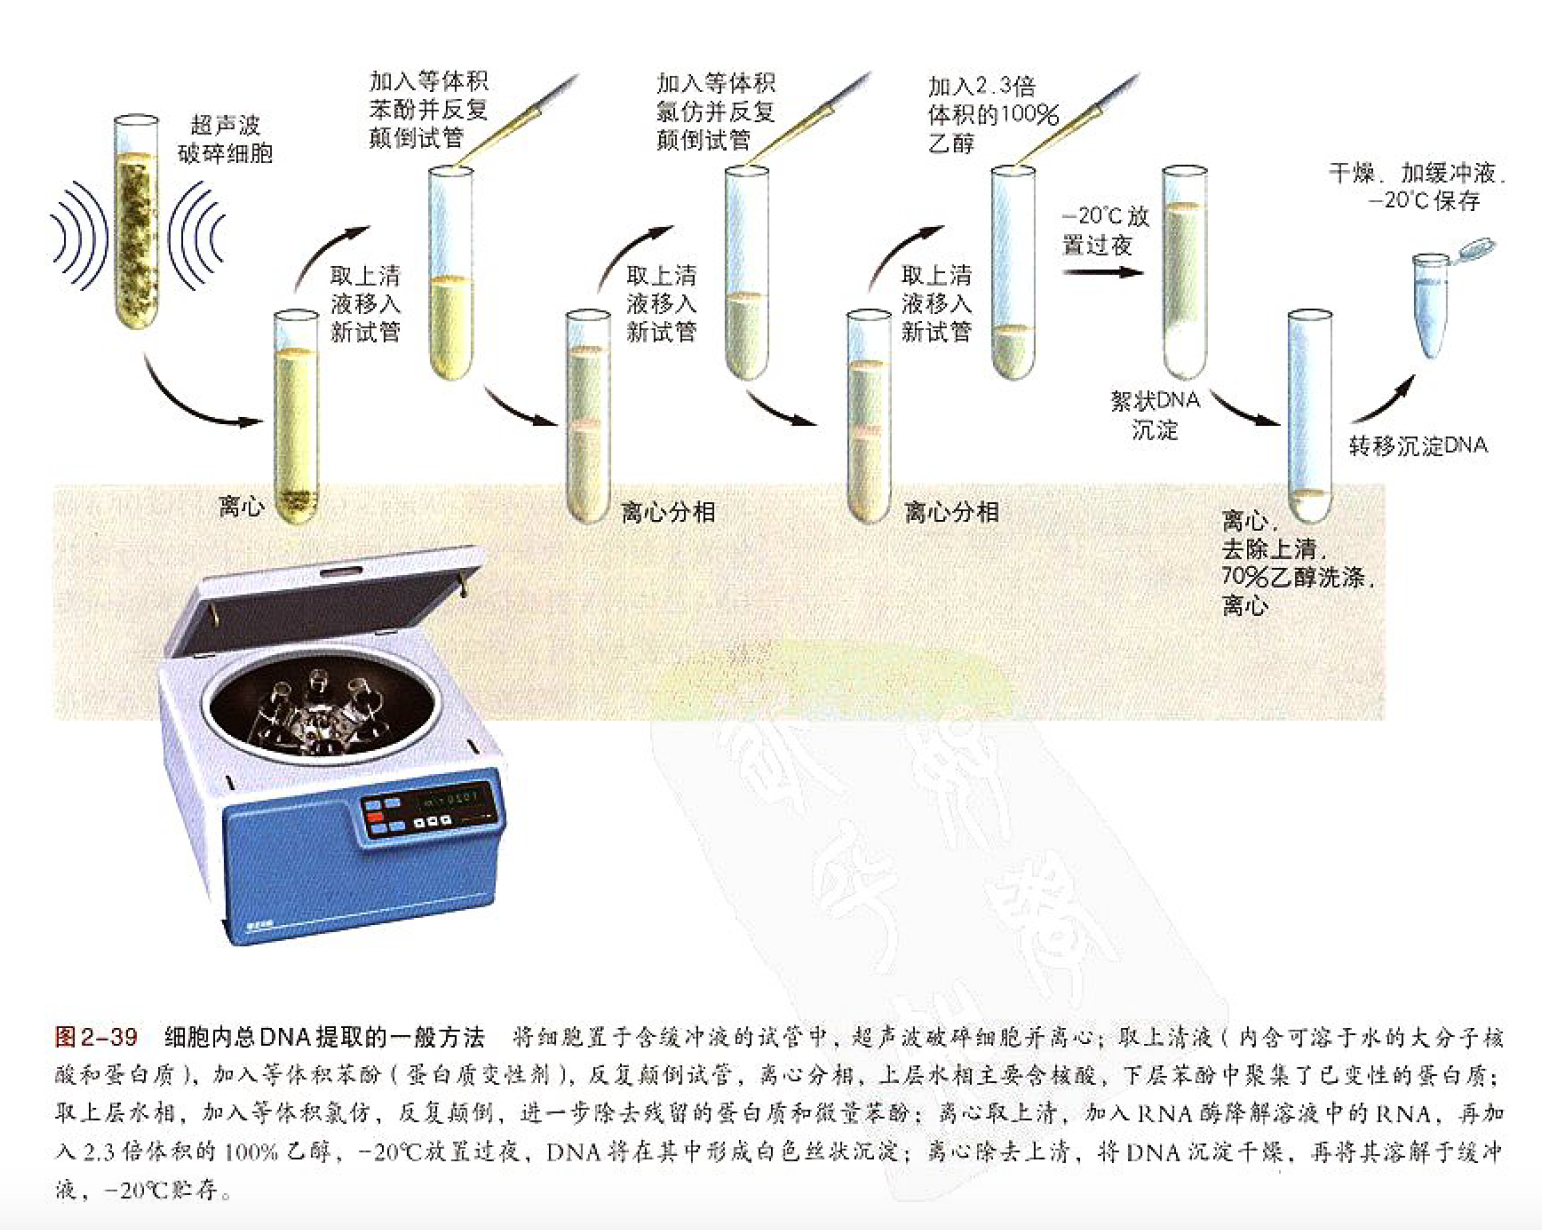 超声波
破碎细胞
加入等体积
苯酚并反复
颠倒试管
加入等体积
氯仿并反复
颠倒试管
加入2.3倍
体积的100%
乙醇
-20℃放
置过夜
干燥，加缓冲液，
-20℃保存
取上清
液移入
新试管
取上清
液移入
新试管
取上清
液移入
新试管
絮状DNA
沉淀
转移沉淀DNA
离心
离心分相
离心分相
离心，
去除上清，
70%乙醇洗涤，
离心
图2-39 细胞内总DNA提取的一般方法 将细胞置于含缓冲液的试管中，超声波破碎细胞并离心；取上清液（内含可溶于水的大分子核
酸和蛋白质），加入等体积苯酚（蛋白质变性剂），反复颠倒试管，离心分相，上层水相主要含核酸，下层苯酚中聚集了已变性的蛋白质；
取上层水相，加入等体积氯仿，反复颠倒，进一步除去残留的蛋白质和微量苯酚；离心取上清，加入RNA酶降解溶液中的RNA，再加
入2.3倍体积的100%乙醇，-20℃放置过夜，DNA将在其中形成白色丝状沉淀；离心除去上清，将DNA沉淀干燥，再将其溶解于缓冲
液，-20℃贮存。